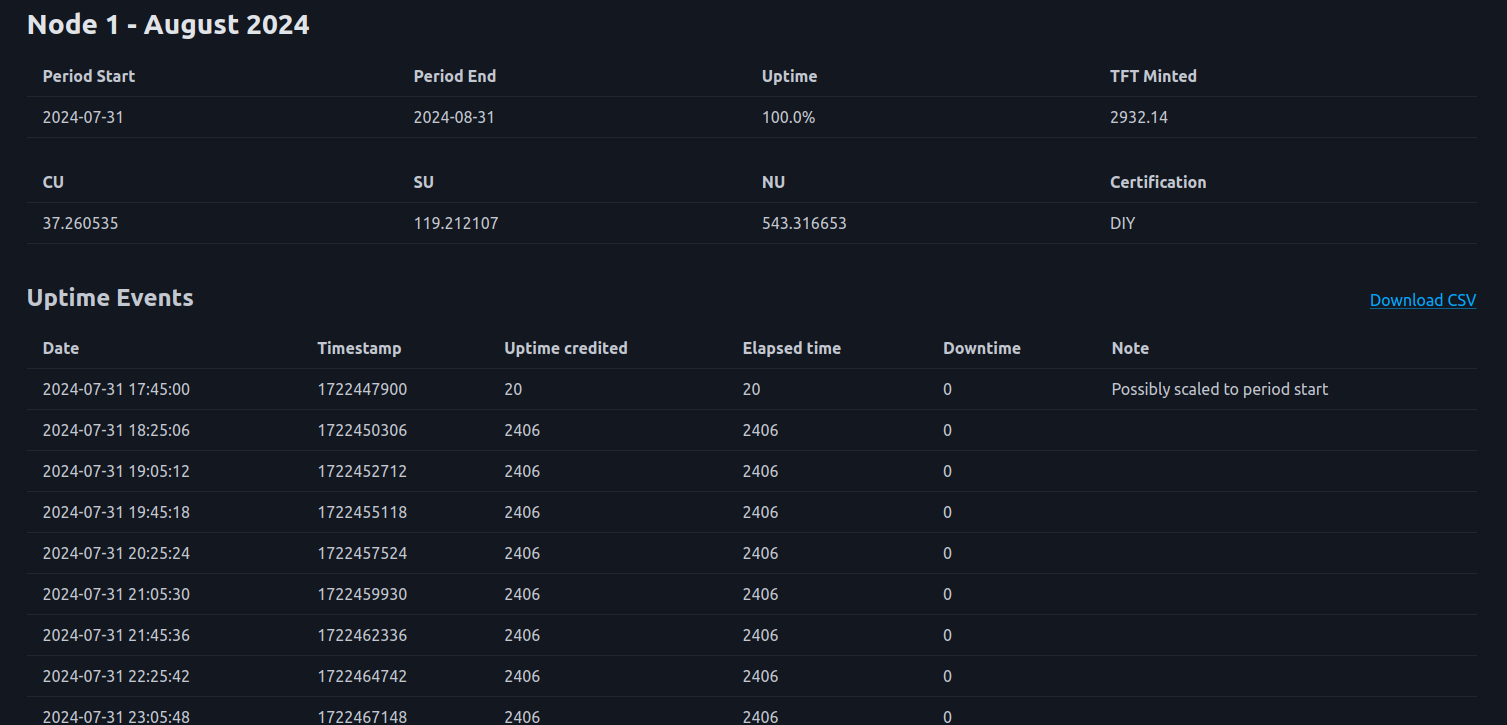 Node 1 - August 2024
Period Start Period End Uptime TFT Minted
2024-07-31 2024-08-31 100.0% 2932.14
CU SU NU Certification
37.260535 119.212107 543.316653 DIY
Uptime Events Download CSV
Date Timestamp Uptime credited Elapsed time Downtime Note
2024-07-31 17:45:00 1722447900 20 20 0 Possibly scaled to period start
2024-07-31 18:25:06 1722450306 2406 2406 0
2024-07-31 19:05:12 1722452712 2406 2406 0
2024-07-31 19:45:18 1722455118 2406 2406 0
2024-07-31 20:25:24 1722457524 2406 2406 0
2024-07-31 21:05:30 1722459930 2406 2406 0
2024-07-31 21:45:36 1722462336 2406 2406 0
2024-07-31 22:25:42 1722464742 2406 2406 0
2024-07-31 23:05:48 1722467148 2406 2406 0